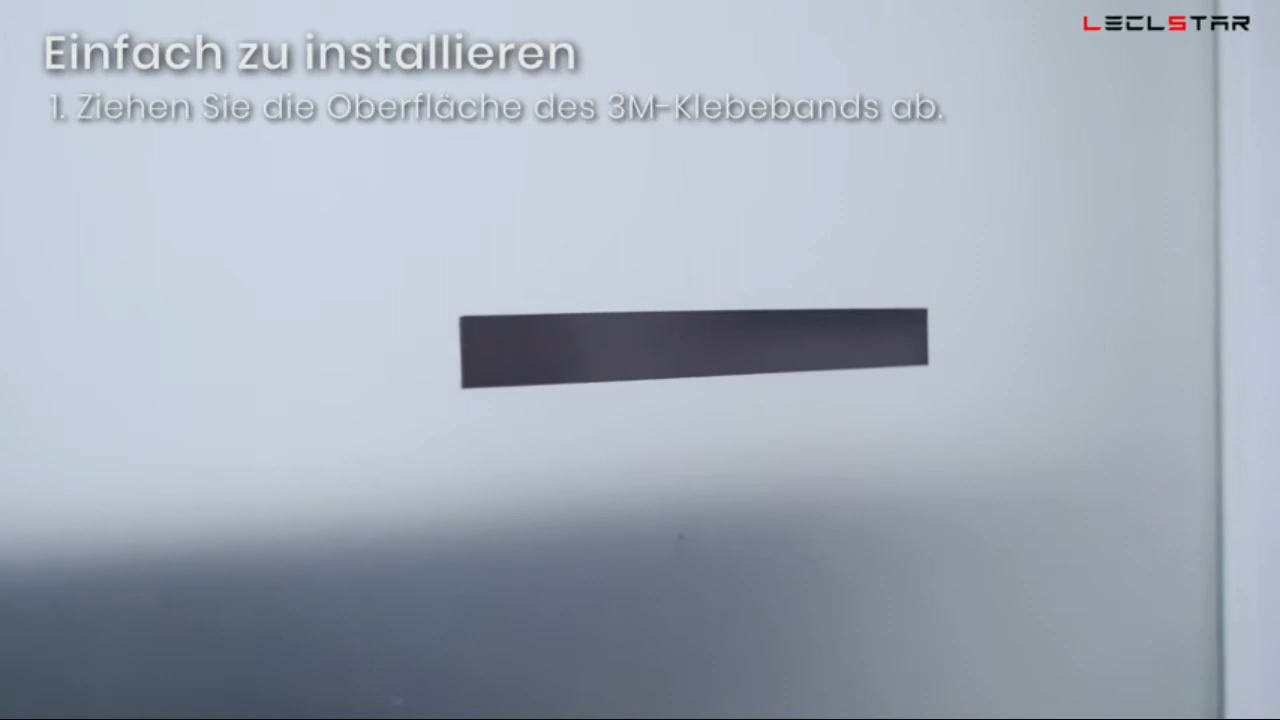 Einfach zu installieren
LECLSTAR
1. Ziehen Sie die Oberfläche des 3M-Klebebands ab.